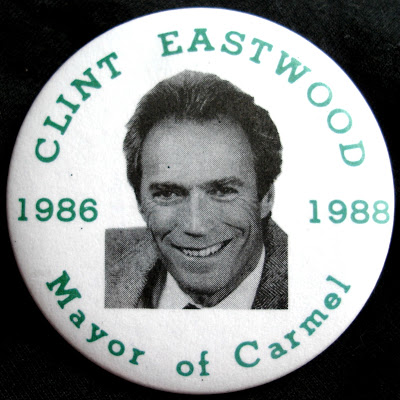 CLINT EASTWOOD
1986 1988
Mayor of Carmel